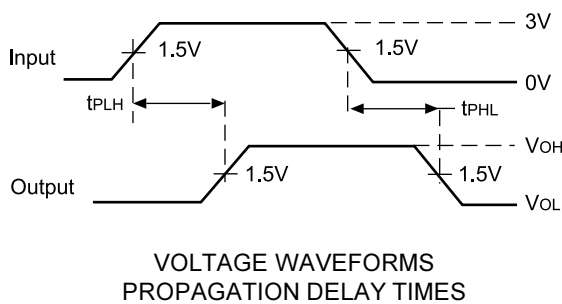 3V
Input
1.5V
1.5V
0V
tPLH
tPHL
VOH
Output
1.5V
1.5V
VOL
VOLTAGE WAVEFORMS
PROPAGATION DELAY TIMES